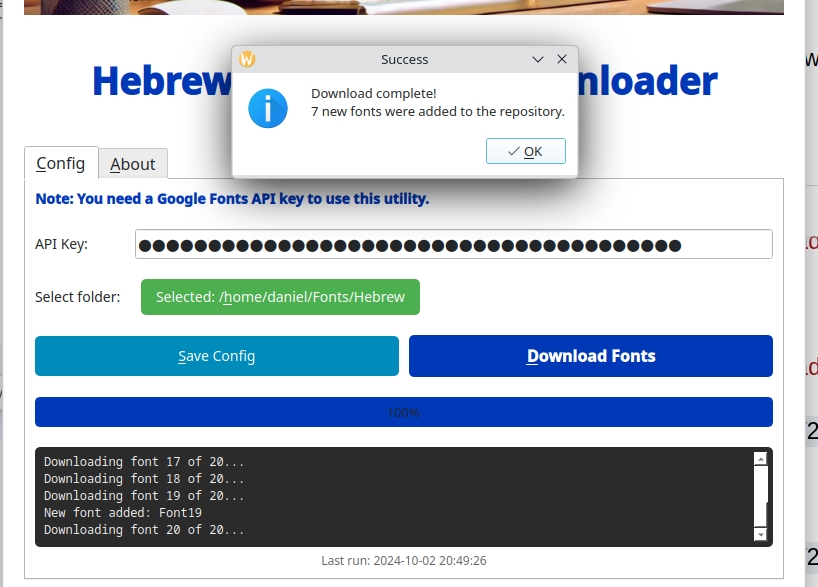 Success
Download complete!
7 new fonts were added to the repository.
OK
Hebrew nloader
Config
About
Note: You need a Google Fonts API key to use this utility.
API Key: ●●●●●●●●●●●●●●●●●●●●●●●●●●●●●●●●●●●●●●●
Select folder: Selected: /home/daniel/Fonts/Hebrew
Save Config
Download Fonts
100%
Downloading font 17 of 20...
Downloading font 18 of 20...
Downloading font 19 of 20...
New font added: Font19
Downloading font 20 of 20...
Last run: 2024-10-02 20:49:26